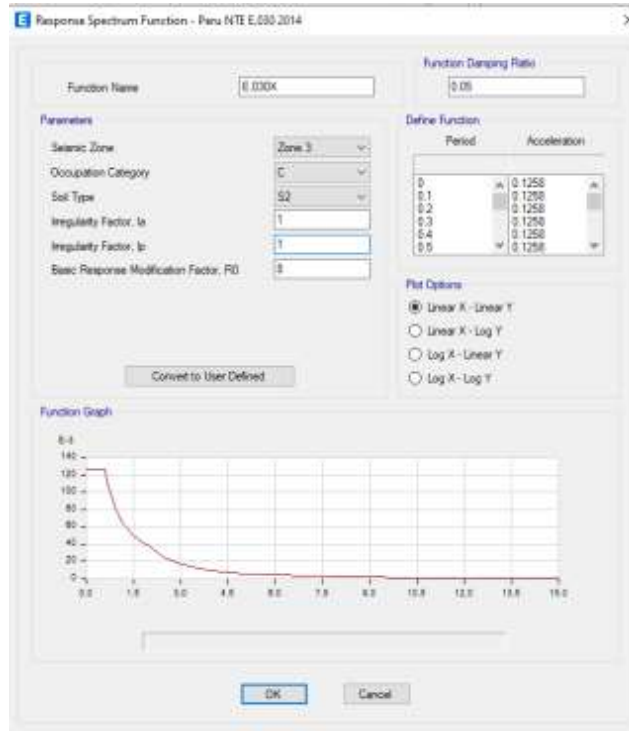 Response Spectrum Function - Peru NTE E.030 2014
Function Name
E.030X
Function Damping Ratio
0.05
Parameters
Seismic Zone
Zone 3
Occupation Category
C
Soil Type
S2
Irregularity Factor, Ia
1
Irregularity Factor, Ip
1
Basic Response Modification Factor, R0
8
Convert to User Defined
Define Function
Period Acceleration
0 0.1258
0.1 0.1258
0.2 0.1258
0.3 0.1258
0.4 0.1258
0.5 0.1258
Plot Options
Linear X - Linear Y
Linear X - Log Y
Log X - Linear Y
Log X - Log Y
Function Graph
E-3
140
120
100
80
60
40
20
0
0.0 1.5 3.0 4.5 6.0 7.5 9.0 10.5 12.0 13.5 15.0
OK Cancel